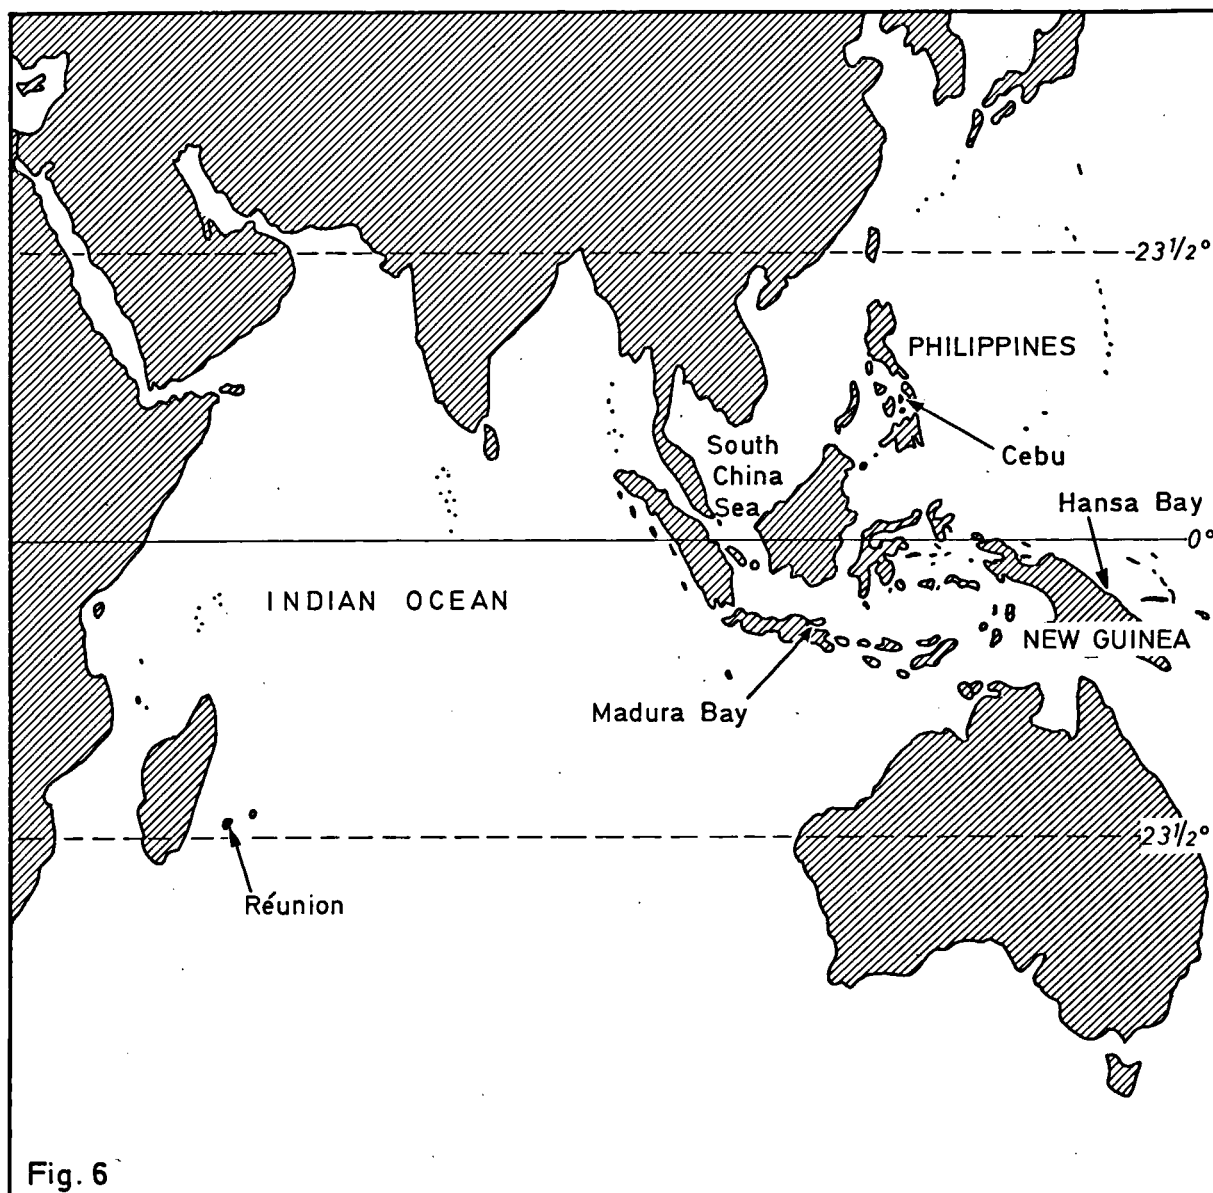 23½°
PHILIPPINES
South
China
Sea
Cebu
Hansa Bay
0°
INDIAN OCEAN
NEW GUINEA
Madura Bay
23½°
Réunion
Fig. 6